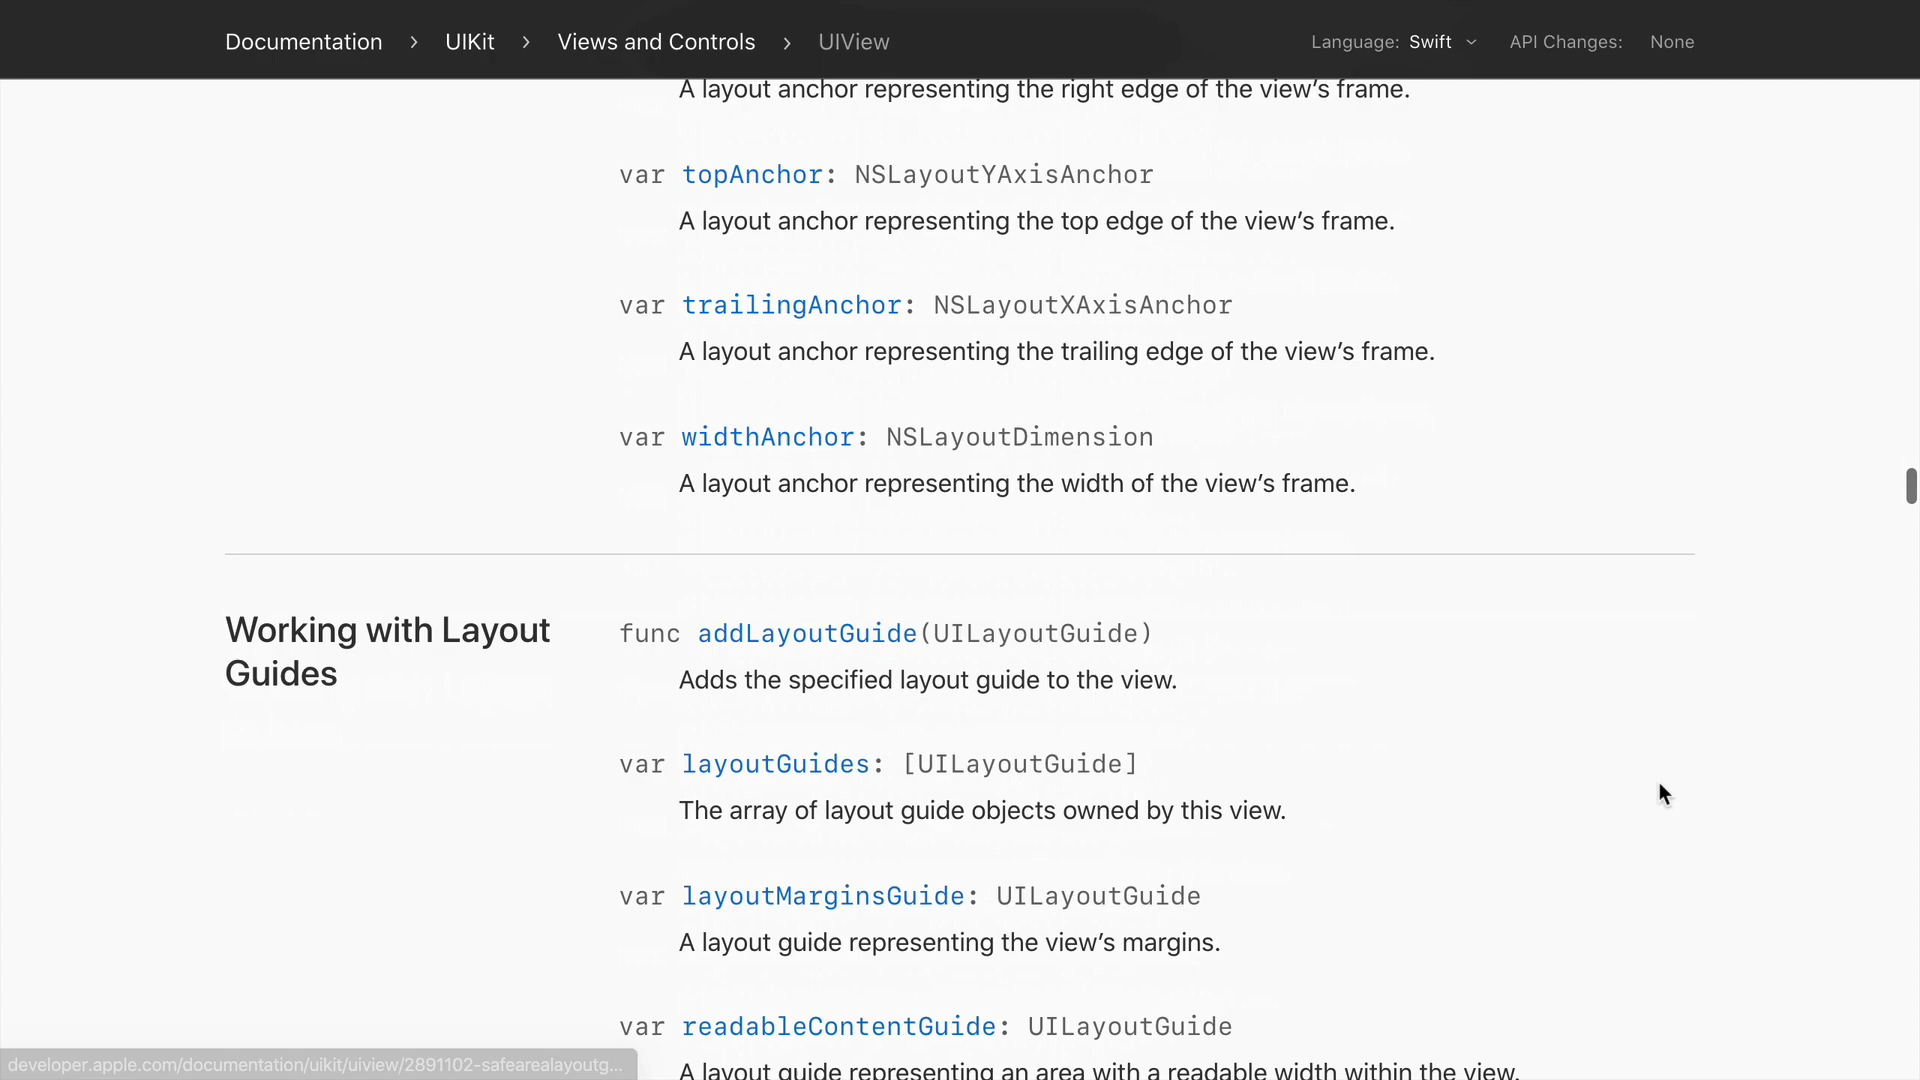 Documentation > UIKit > Views and Controls > UIView Language: Swift API Changes: None
A layout anchor representing the right edge of the view’s frame.
var topAnchor: NSLayoutYAxisAnchor
A layout anchor representing the top edge of the view’s frame.
var trailingAnchor: NSLayoutXAxisAnchor
A layout anchor representing the trailing edge of the view’s frame.
var widthAnchor: NSLayoutDimension
A layout anchor representing the width of the view’s frame.
Working with Layout
Guides
func addLayoutGuide(UILayoutGuide)
Adds the specified layout guide to the view.
var layoutGuides: [UILayoutGuide]
The array of layout guide objects owned by this view.
var layoutMarginsGuide: UILayoutGuide
A layout guide representing the view’s margins.
var readableContentGuide: UILayoutGuide
A layout guide representing an area with a readable width within the view.
developer.apple.com/documentation/uikit/uiview/2891102-safearealayoutg...